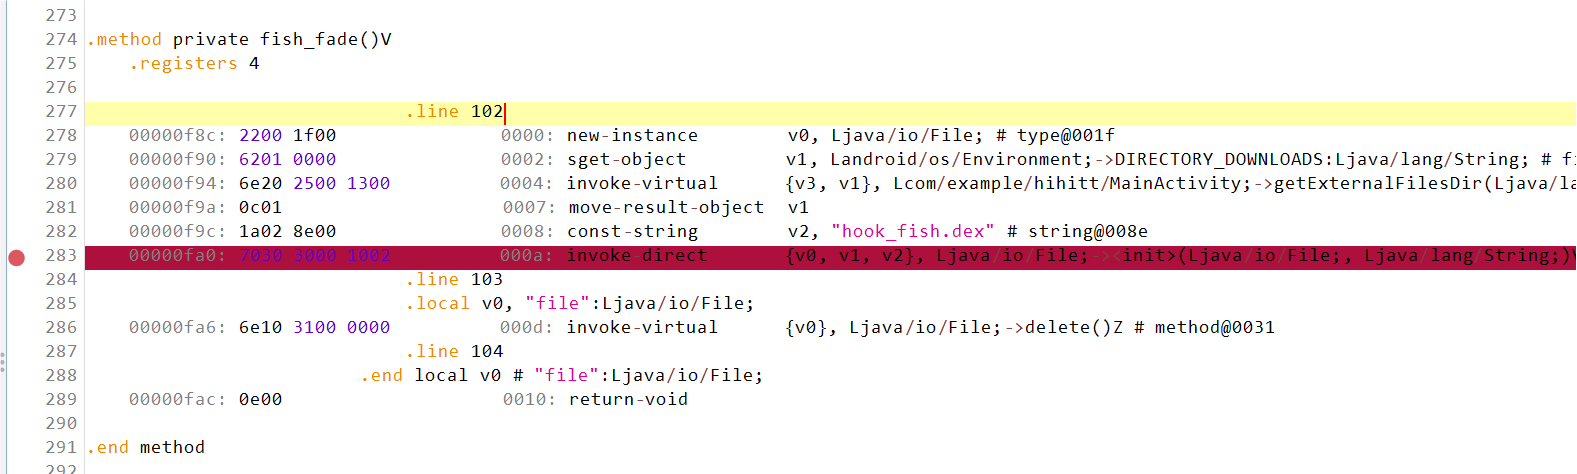 273
274 .method private fish_fade()V
275 .registers 4
276
277 .line 102
278 00000f8c: 2200 1f00 0000: new-instance v0, Ljava/io/File; # type@001f
279 00000f90: 6201 0000 0002: sget-object v1, Landroid/os/Environment;->DIRECTORY_DOWNLOADS:Ljava/lang/String; # fi
280 00000f94: 6e20 2500 1300 0004: invoke-virtual {v3, v1}, Lcom/example/hihitt/MainActivity;->getExternalFilesDir(Ljava/la
281 00000f9a: 0c01 0007: move-result-object v1
282 00000f9c: 1a02 8e00 0008: const-string v2, "hook_fish.dex" # string@008e
283 00000fa0: 7030 3000 1002 000a: invoke-direct {v0, v1, v2}, Ljava/io/File;-><init>(Ljava/io/File;, Ljava/lang/String;)V
284 .line 103
285 .local v0, "file":Ljava/io/File;
286 00000fa6: 6e10 3100 0000 000d: invoke-virtual {v0}, Ljava/io/File;->delete()Z # method@0031
287 .line 104
288 .end local v0 # "file":Ljava/io/File;
289 00000fac: 0e00 0010: return-void
290
291 .end method
292